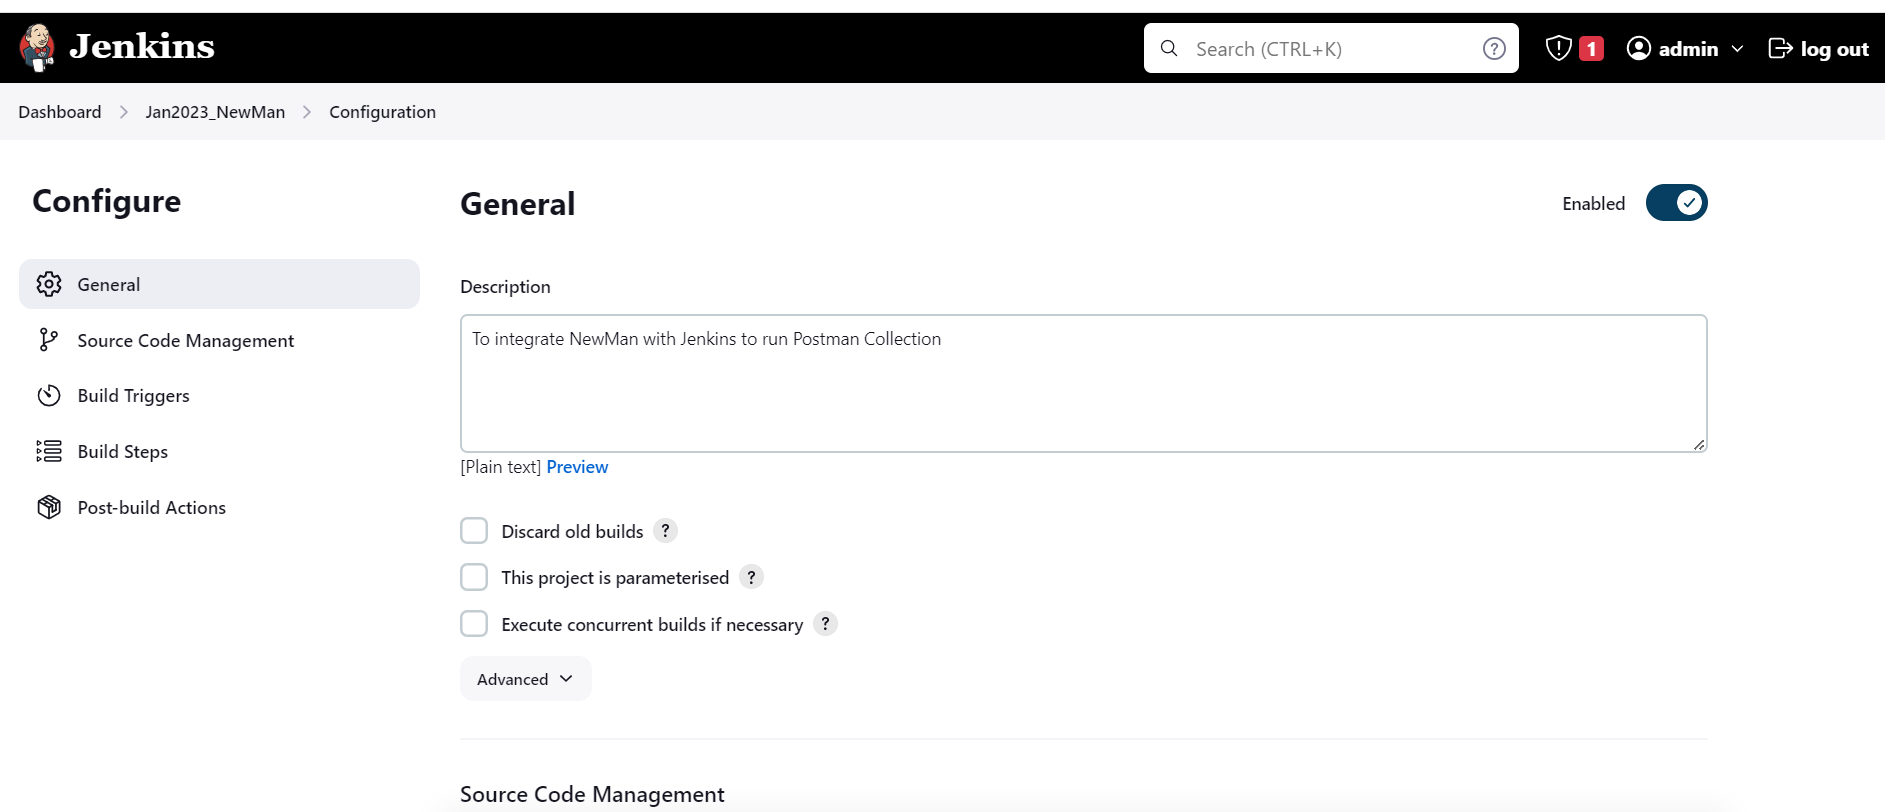 Jenkins
Search (CTRL+K)
?
1
admin
log out
Dashboard
Jan2023_NewMan
Configuration
Configure
General
Source Code Management
Build Triggers
Build Steps
Post-build Actions
General
Enabled
Description
To integrate NewMan with Jenkins to run Postman Collection
[Plain text] Preview
Discard old builds ?
This project is parameterised ?
Execute concurrent builds if necessary ?
Advanced
Source Code Management